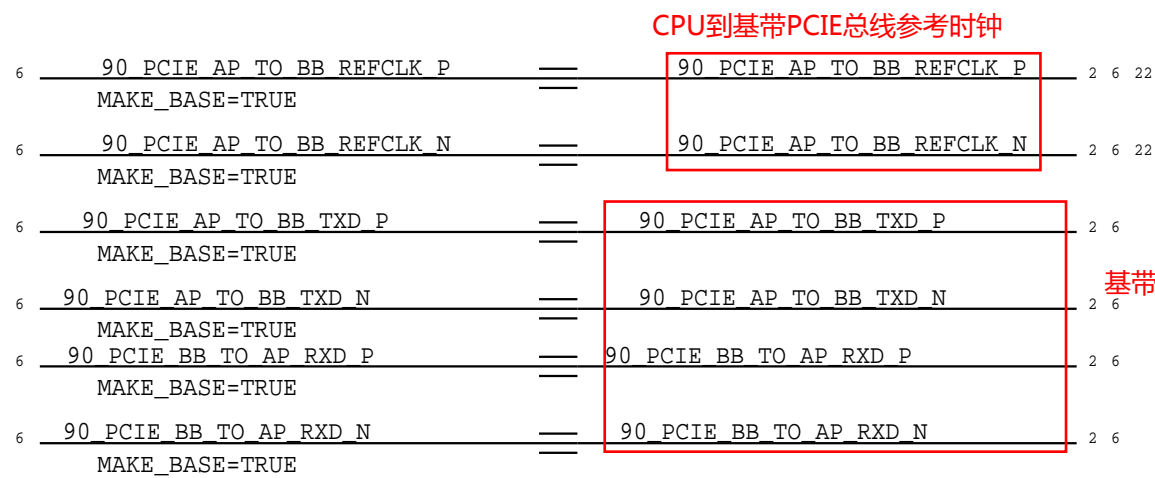 CPU到基带PCIE总线参考时钟
6 90_PCIE_AP_TO_BB_REFCLK_P 90_PCIE_AP_TO_BB_REFCLK_P 2 6 22
MAKE_BASE=TRUE
6 90_PCIE_AP_TO_BB_REFCLK_N 90_PCIE_AP_TO_BB_REFCLK_N 2 6 22
MAKE_BASE=TRUE
6 90_PCIE_AP_TO_BB_TXD_P 90_PCIE_AP_TO_BB_TXD_P 2 6
MAKE_BASE=TRUE
基带
6 90_PCIE_AP_TO_BB_TXD_N 90_PCIE_AP_TO_BB_TXD_N 2 6
MAKE_BASE=TRUE
6 90_PCIE_BB_TO_AP_RXD_P 90_PCIE_BB_TO_AP_RXD_P 2 6
MAKE_BASE=TRUE
6 90_PCIE_BB_TO_AP_RXD_N 90_PCIE_BB_TO_AP_RXD_N 2 6
MAKE_BASE=TRUE